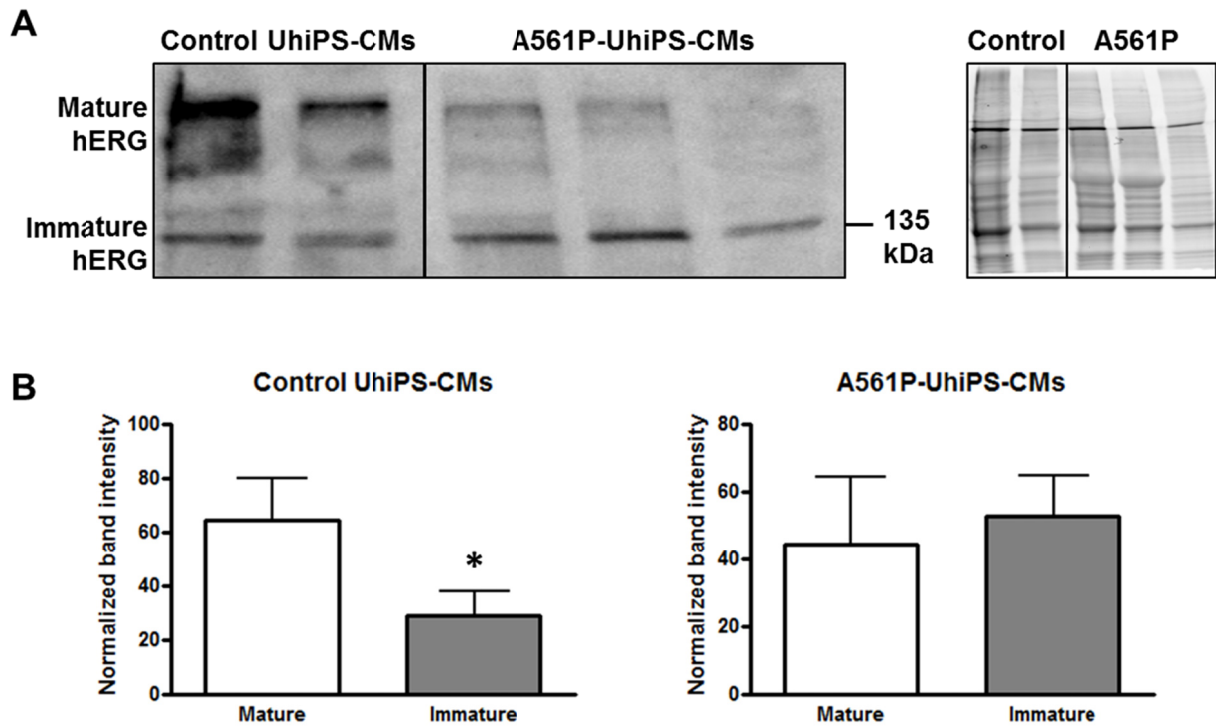 A
Control UhiPS-CMs
A561P-UhiPS-CMs
Control
A561P
Mature
hERG
Immature
hERG
135
kDa
B
Control UhiPS-CMs
A561P-UhiPS-CMs
Normalized band intensity
100
80
60
40
20
0
*
Mature
Immature
Normalized band intensity
80
60
40
20
0
Mature
Immature